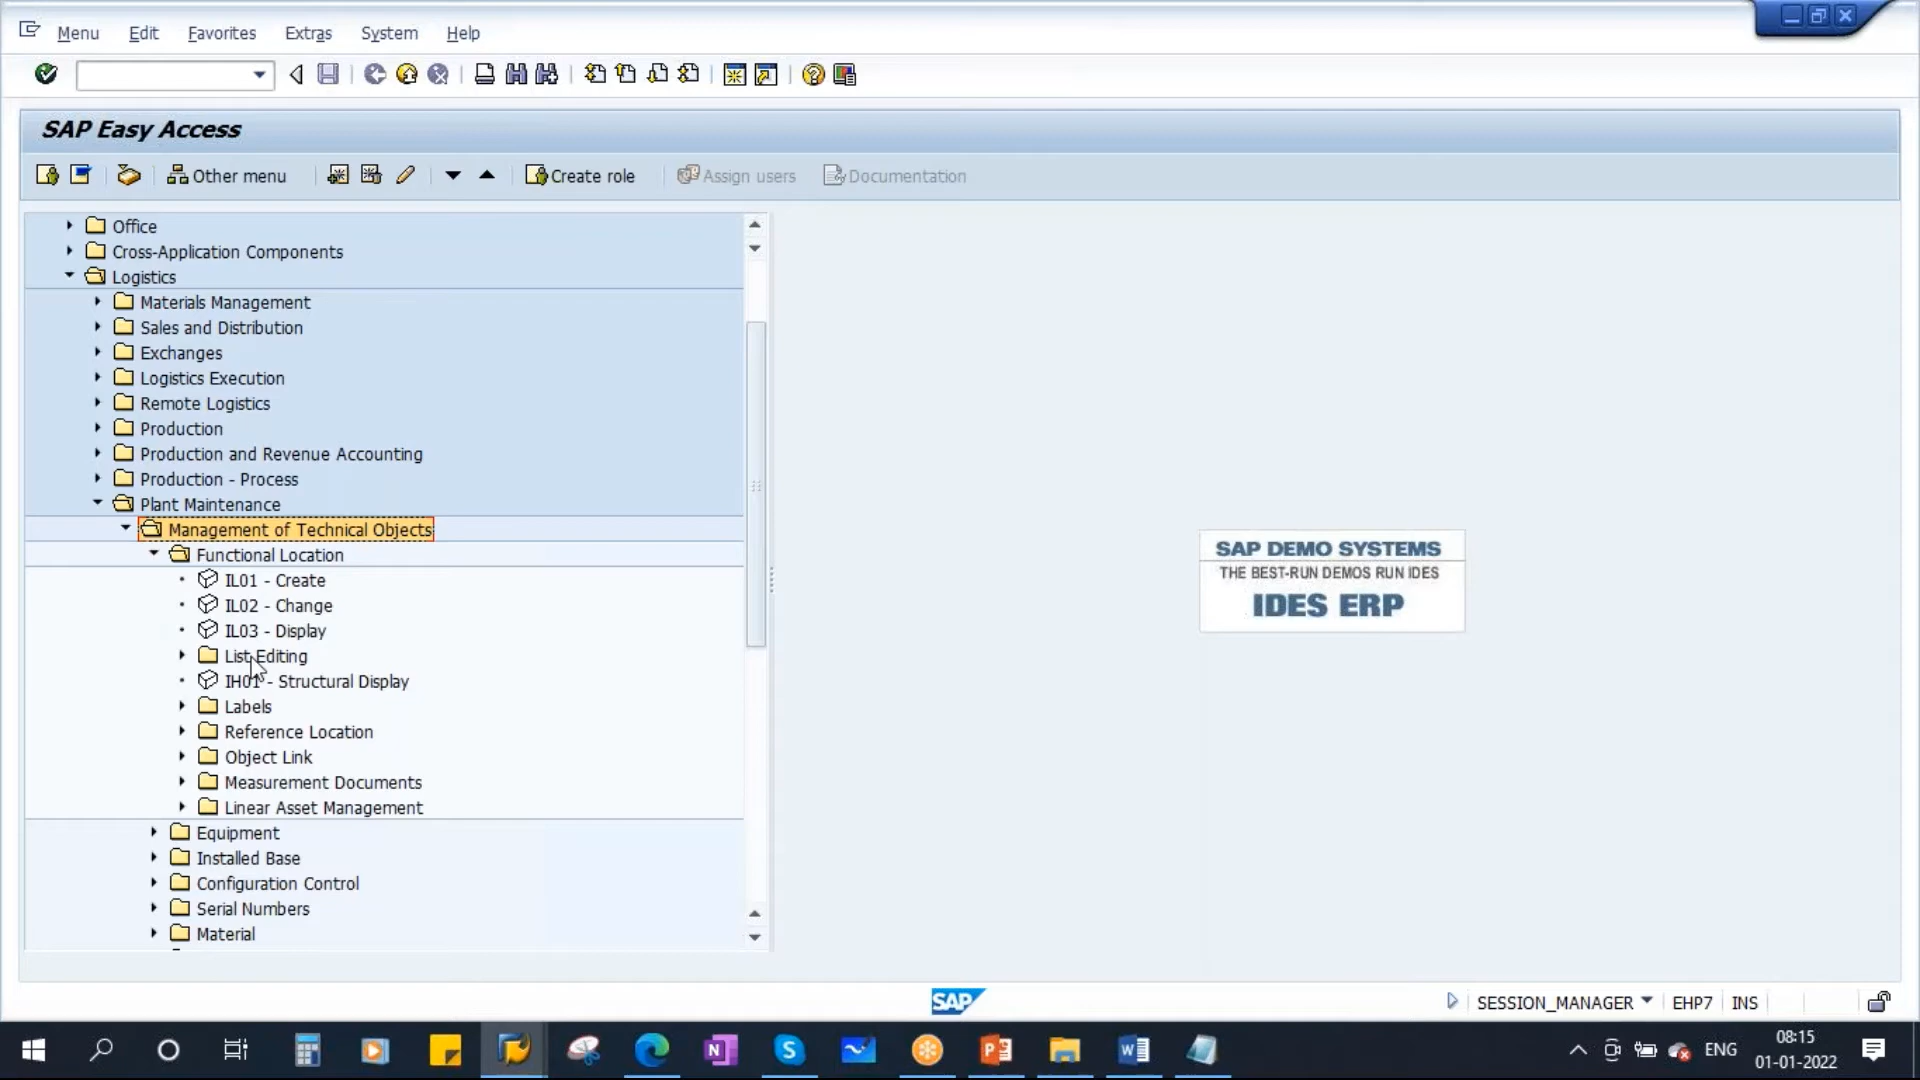 Menu Edit Favorites Extras System Help
SAP Easy Access
Other menu Create role Assign users Documentation
Office
Cross-Application Components
Logistics
Materials Management
Sales and Distribution
Exchanges
Logistics Execution
Remote Logistics
Production
Production and Revenue Accounting
Production - Process
Plant Maintenance
Management of Technical Objects
Functional Location
IL01 - Create
IL02 - Change
IL03 - Display
List Editing
IH01 - Structural Display
Labels
Reference Location
Object Link
Measurement Documents
Linear Asset Management
Equipment
Installed Base
Configuration Control
Serial Numbers
Material
SAP DEMO SYSTEMS
THE BEST-RUN DEMOS RUN IDES
IDES ERP
SAP
SESSION_MANAGER EHP7 INS
ENG
08:15
01-01-2022